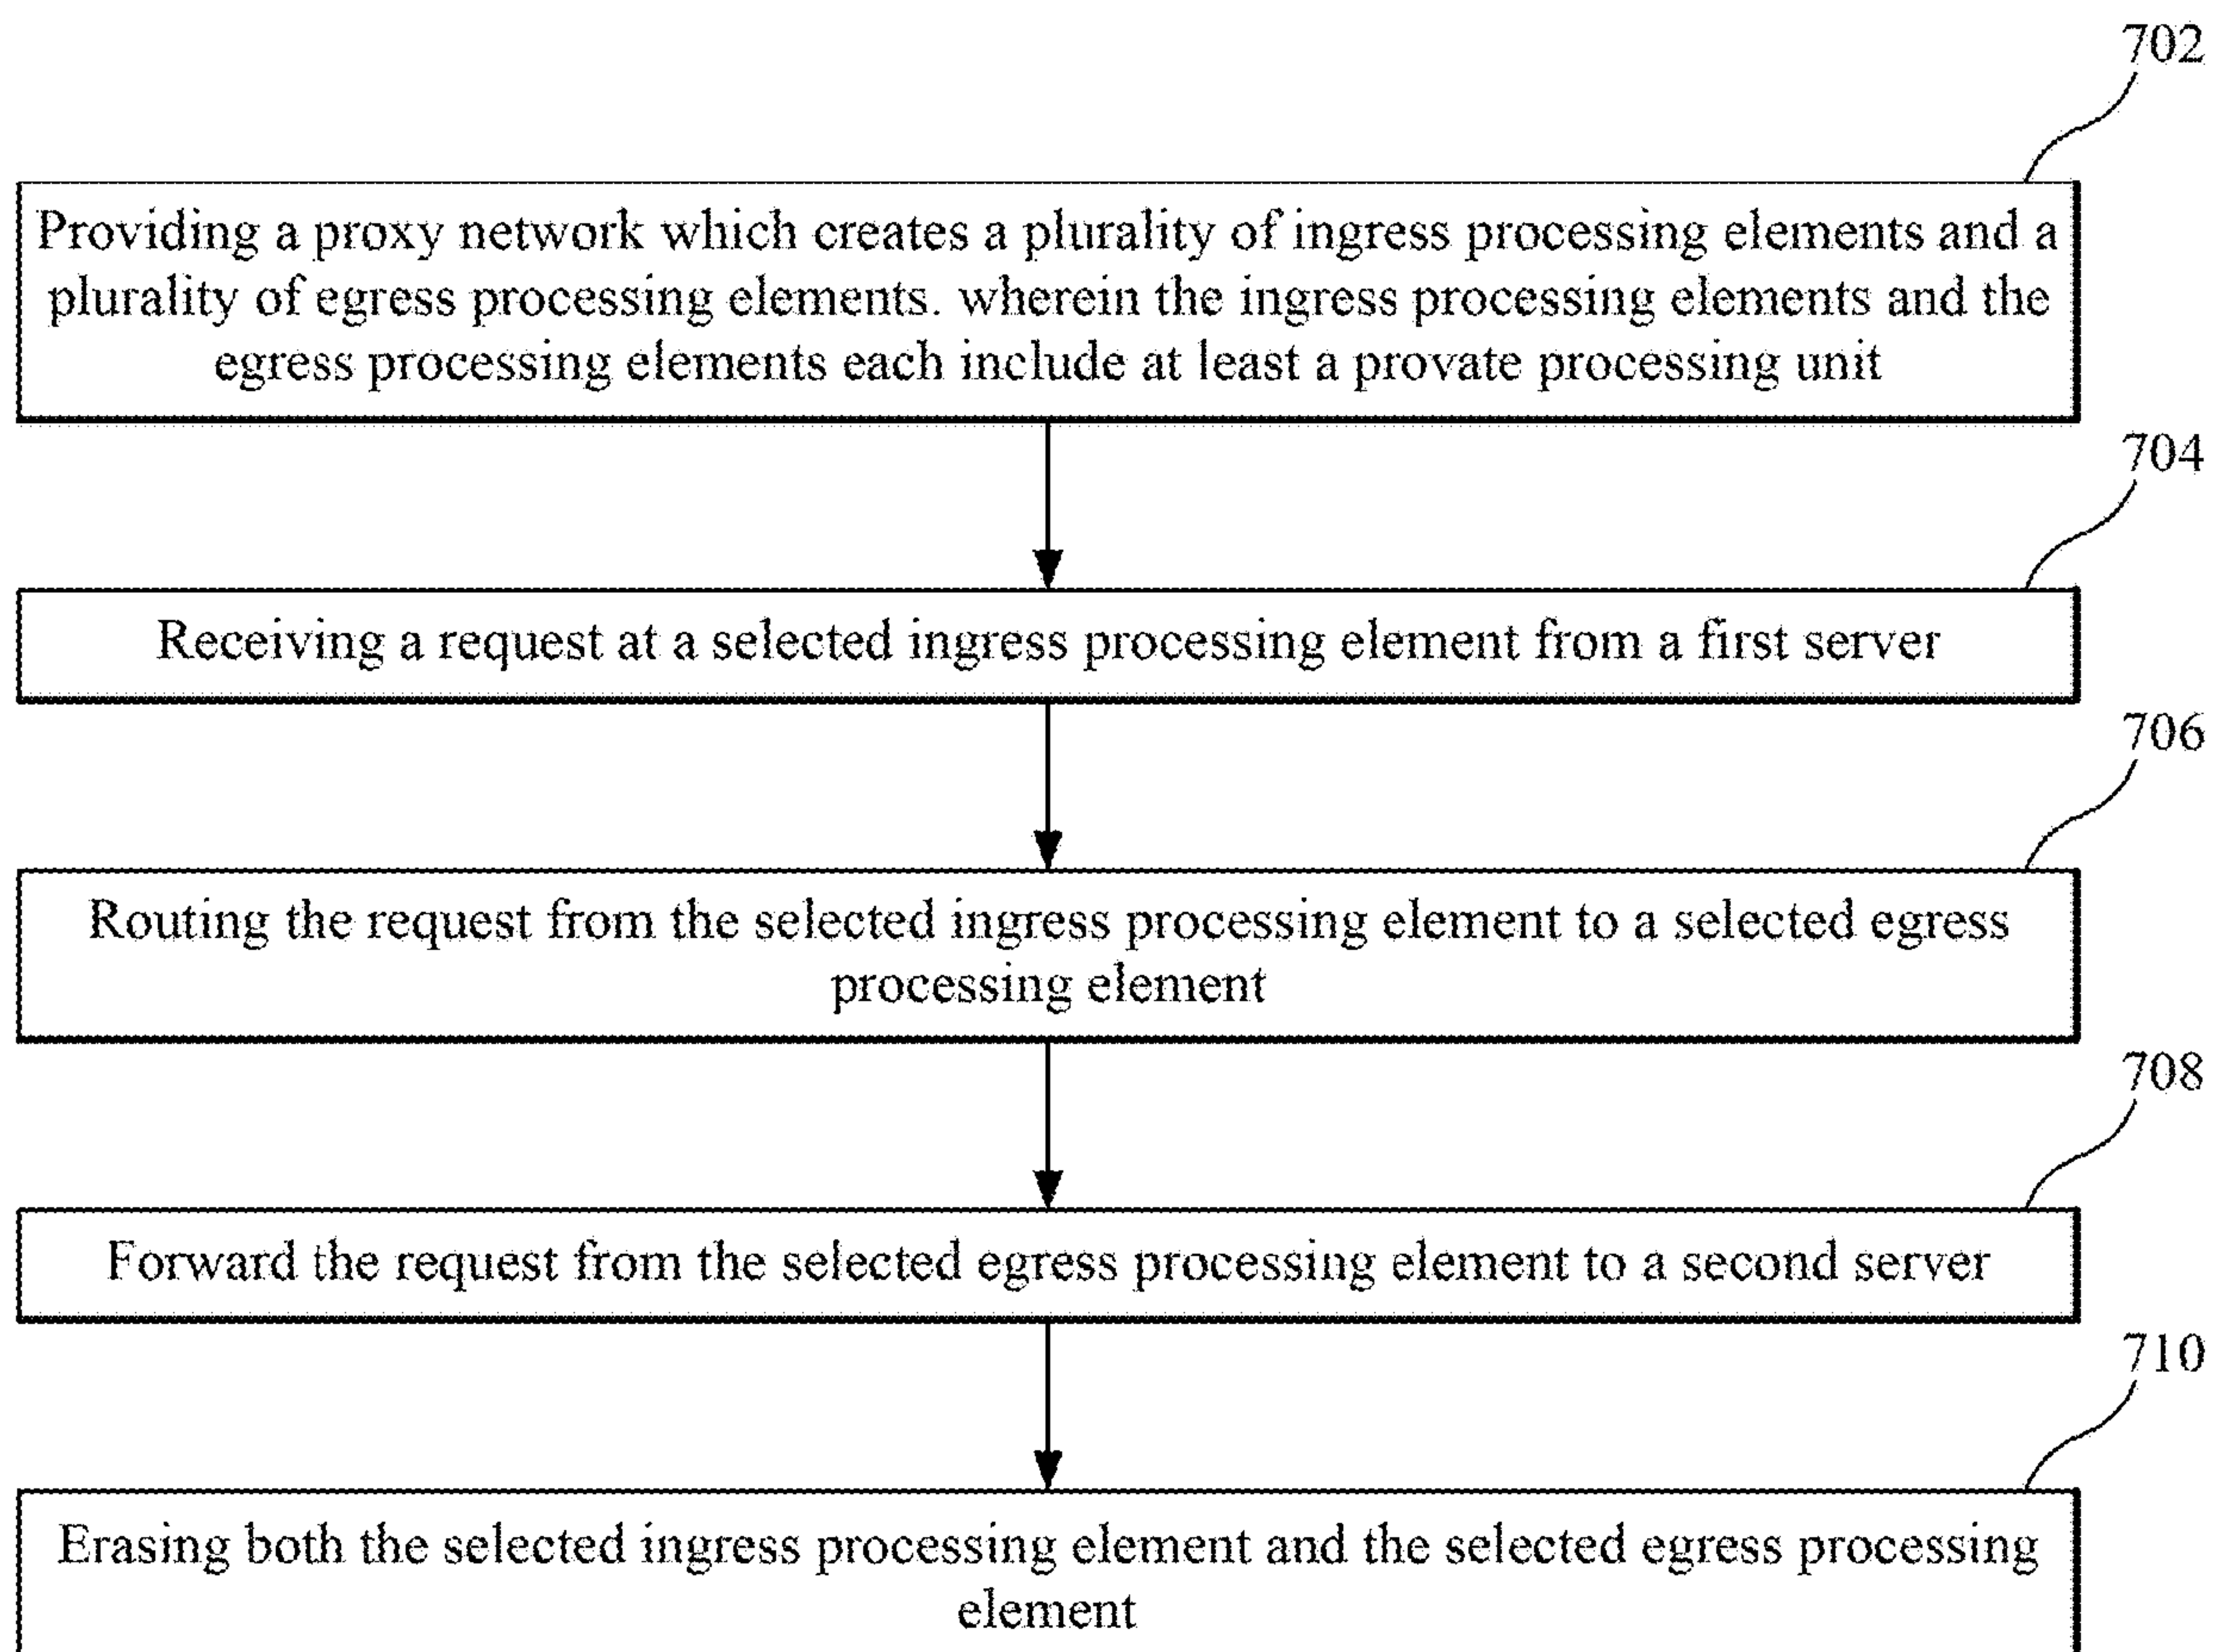 702
Providing a proxy network which creates a plurality of ingress processing elements and a
plurality of egress processing elements. wherein the ingress processing elements and the
egress processing elements each include at least a provate processing unit
704
Receiving a request at a selected ingress processing element from a first server
706
Routing the request from the selected ingress processing element to a selected egress
processing element
708
Forward the request from the selected egress processing element to a second server
710
Erasing both the selected ingress processing element and the selected egress processing
element